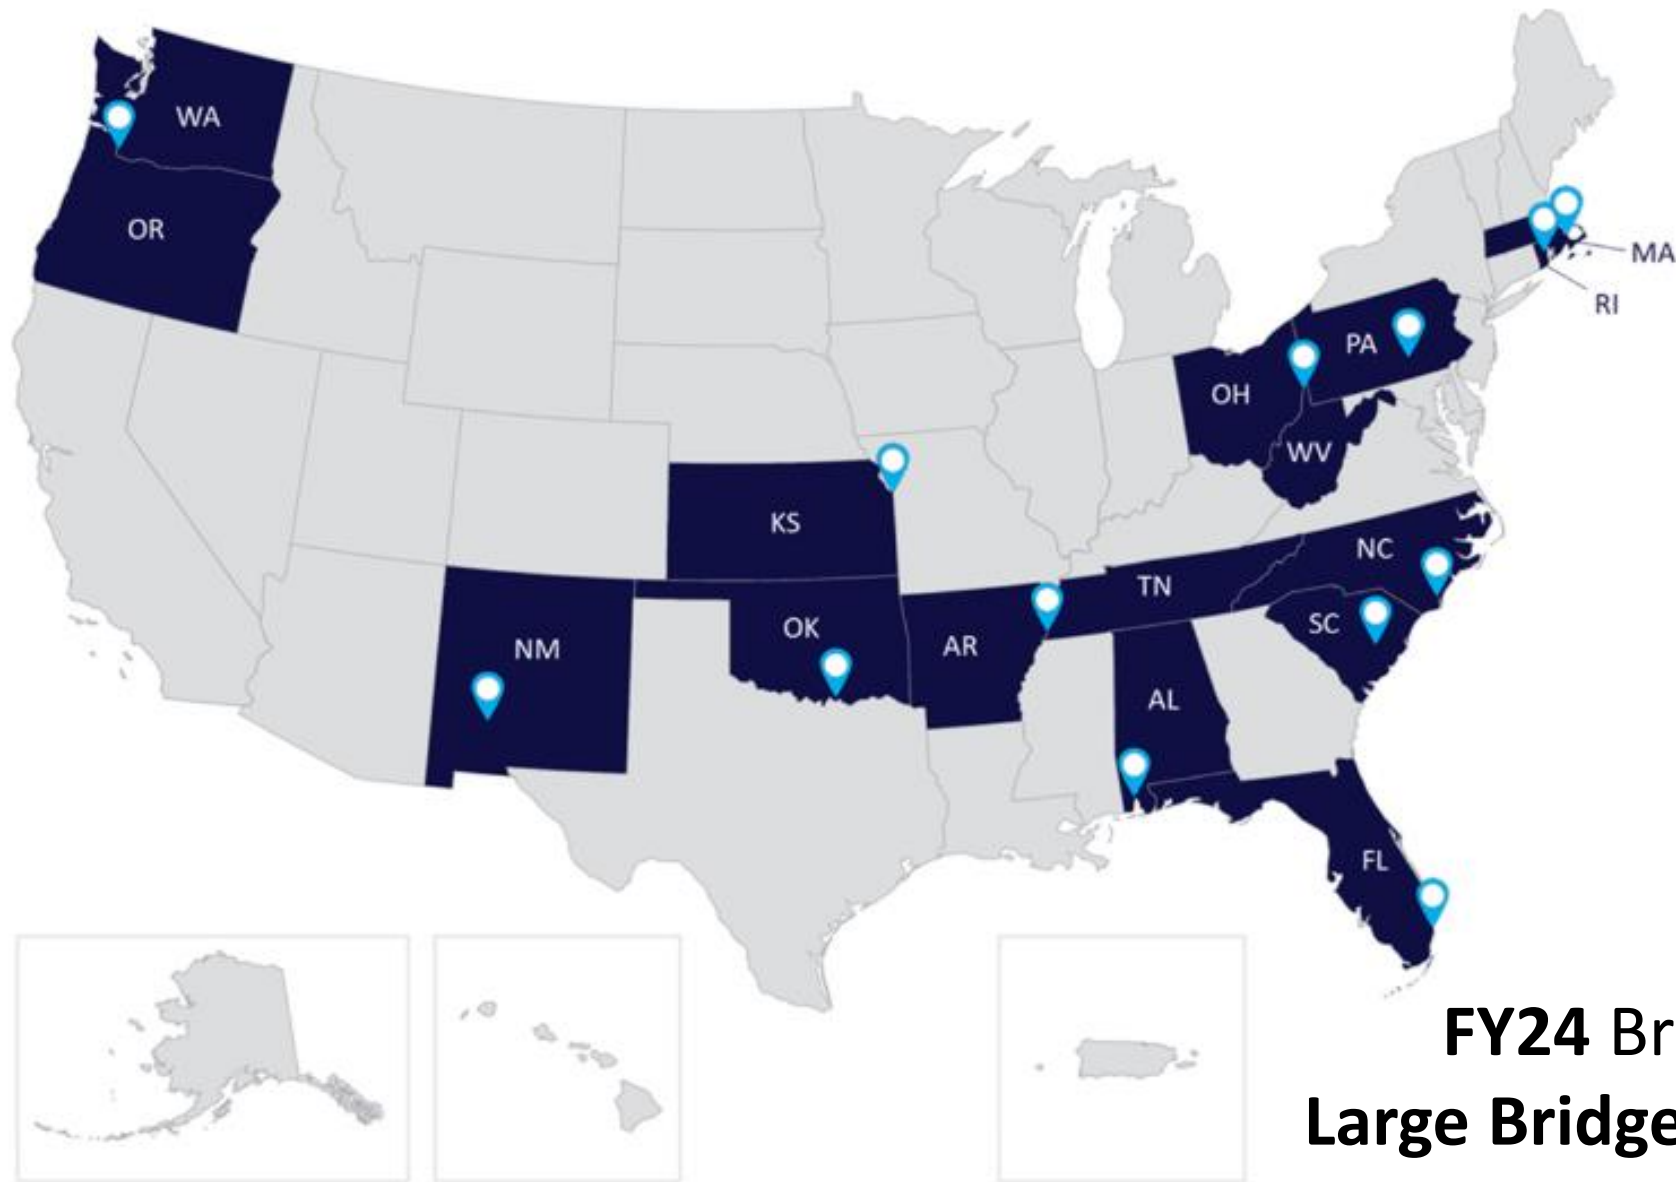 WA
OR
MA
RI
PA
OH
WV
KS
NC
TN
OK
SC
NM
AR
AL
FL
FY24 Br
Large Bridge